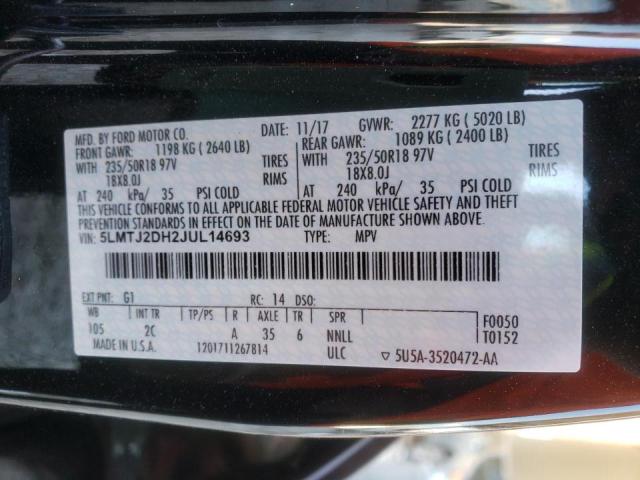 MFD. BY FORD MOTOR CO. DATE: 11/17 GVWR: 2277 KG ( 5020 LB)
FRONT GAWR: 1198 KG ( 2640 LB) REAR GAWR: 1089 KG ( 2400 LB)
WITH 235/50R18 97V TIRES WITH 235/50R18 97V TIRES
18X8.0J RIMS 18X8.0J RIMS
AT 240 kPa/ 35 PSI COLD AT 240 kPa/ 35 PSI COLD
THIS VEHICLE CONFORMS TO ALL APPLICABLE FEDERAL MOTOR VEHICLE SAFETY AND THEFT
PREVENTION STANDARDS IN EFFECT ON THE DATE OF MANUFACTURE SHOWN ABOVE.
VIN: 5LMTJ2DH2JUL14693 TYPE: MPV
EXT PNT: G1 RC: 14 DSO:
WB INT TR TP/PS R AXLE TR SPR F0050
105 2C A 35 6 NNLL T0152
1201711267814 ULC ▽ 5U5A-3520472-AA